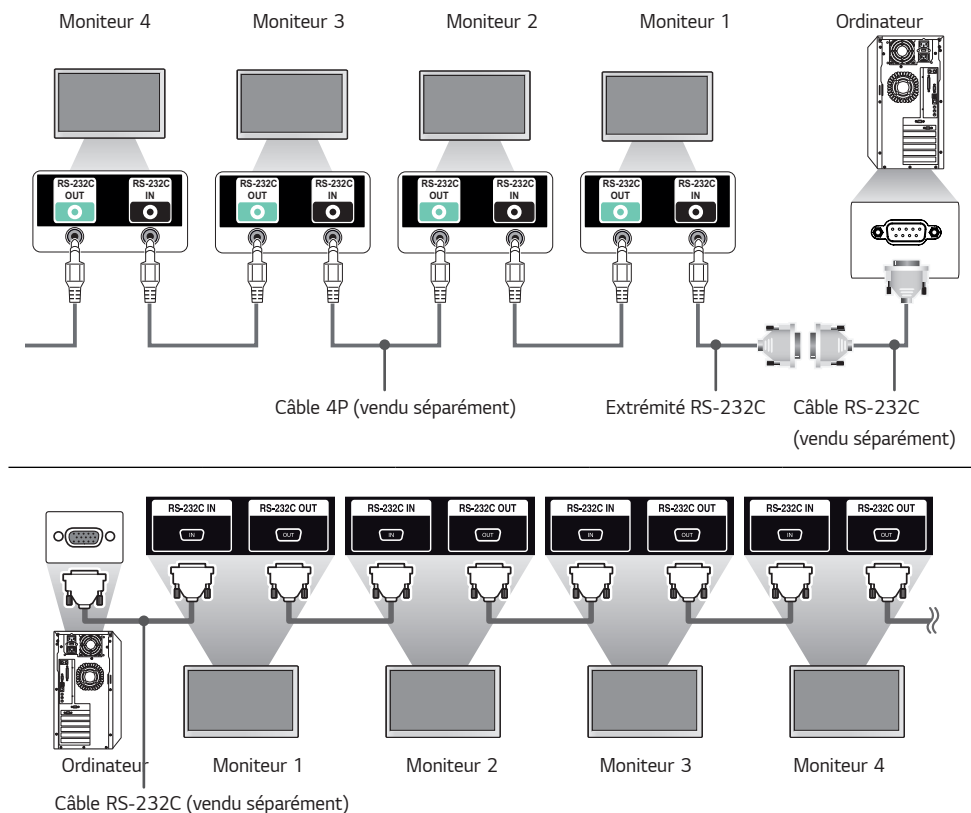 Moniteur 4 Moniteur 3 Moniteur 2 Moniteur 1 Ordinateur
RS-232C OUT RS-232C IN RS-232C OUT RS-232C IN RS-232C OUT RS-232C IN RS-232C OUT RS-232C IN
Câble 4P (vendu séparément) Extrémité RS-232C Câble RS-232C
(vendu séparément)
RS-232C IN RS-232C OUT RS-232C IN RS-232C OUT RS-232C IN RS-232C OUT RS-232C IN RS-232C OUT
IN OUT IN OUT IN OUT IN OUT
Ordinateur Moniteur 1 Moniteur 2 Moniteur 3 Moniteur 4
Câble RS-232C (vendu séparément)